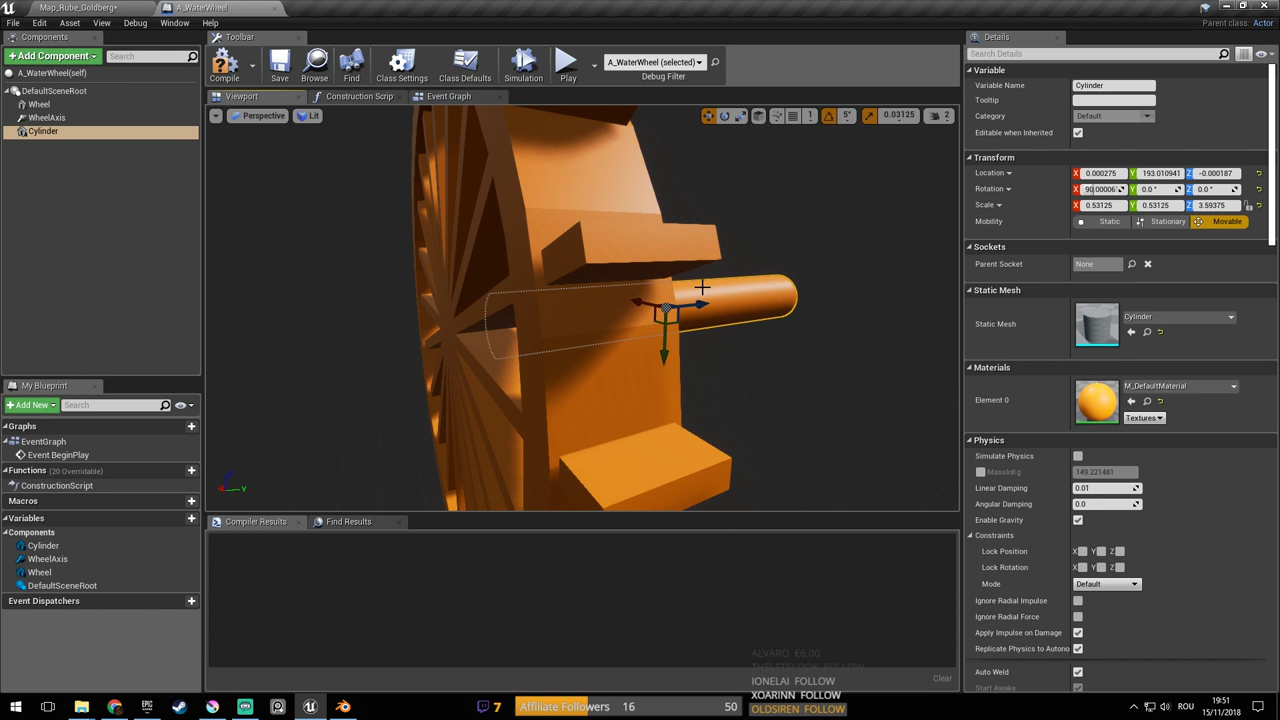 Map_Rube_Goldberg*
A_WaterWheel
File Edit Asset View Debug Window Help
Parent class: Actor
Components
+Add Component
Search
A_WaterWheel(self)
DefaultSceneRoot
Wheel
WheelAxis
Cylinder
My Blueprint
+Add New
Search
Graphs
EventGraph
Event BeginPlay
Functions (20 Overridable)
ConstructionScript
Macros
Variables
Components
Cylinder
WheelAxis
Wheel
DefaultSceneRoot
Event Dispatchers
Toolbar
Compile
Save
Browse
Find
Class Settings
Class Defaults
Simulation
Play
A_WaterWheel (selected)
Debug Filter
Viewport
Construction Scrip
Event Graph
Perspective
Lit
1
5°
0.03125
2
X Y
Compiler Results
Find Results
Clear
Details
Search Details
Variable
Variable Name Cylinder
Tooltip
Category Default
Editable when Inherited
Transform
Location X 0.000275 Y 193.010941 Z -0.000187
Rotation X 90.00006° Y 0.0 ° Z 0.0 °
Scale X 0.53125 Y 0.53125 Z 3.59375
Mobility Static Stationary Movable
Sockets
Parent Socket None
Static Mesh
Static Mesh Cylinder
Materials
Element 0 M_DefaultMaterial
Textures
Physics
Simulate Physics
MassInKg 149.221481
Linear Damping 0.01
Angular Damping 0.0
Enable Gravity
Constraints
Lock Position X Y Z
Lock Rotation X Y Z
Mode Default
Ignore Radial Impulse
Ignore Radial Force
Apply Impulse on Damage
Replicate Physics to Autono
Auto Weld
Start Awake
ALVARO €6.00
IONELAI FOLLOW
XOARINN FOLLOW
OLDSIREN FOLLOW
7
Affiliate Followers 16 50
ROU
19:51
15/11/2018